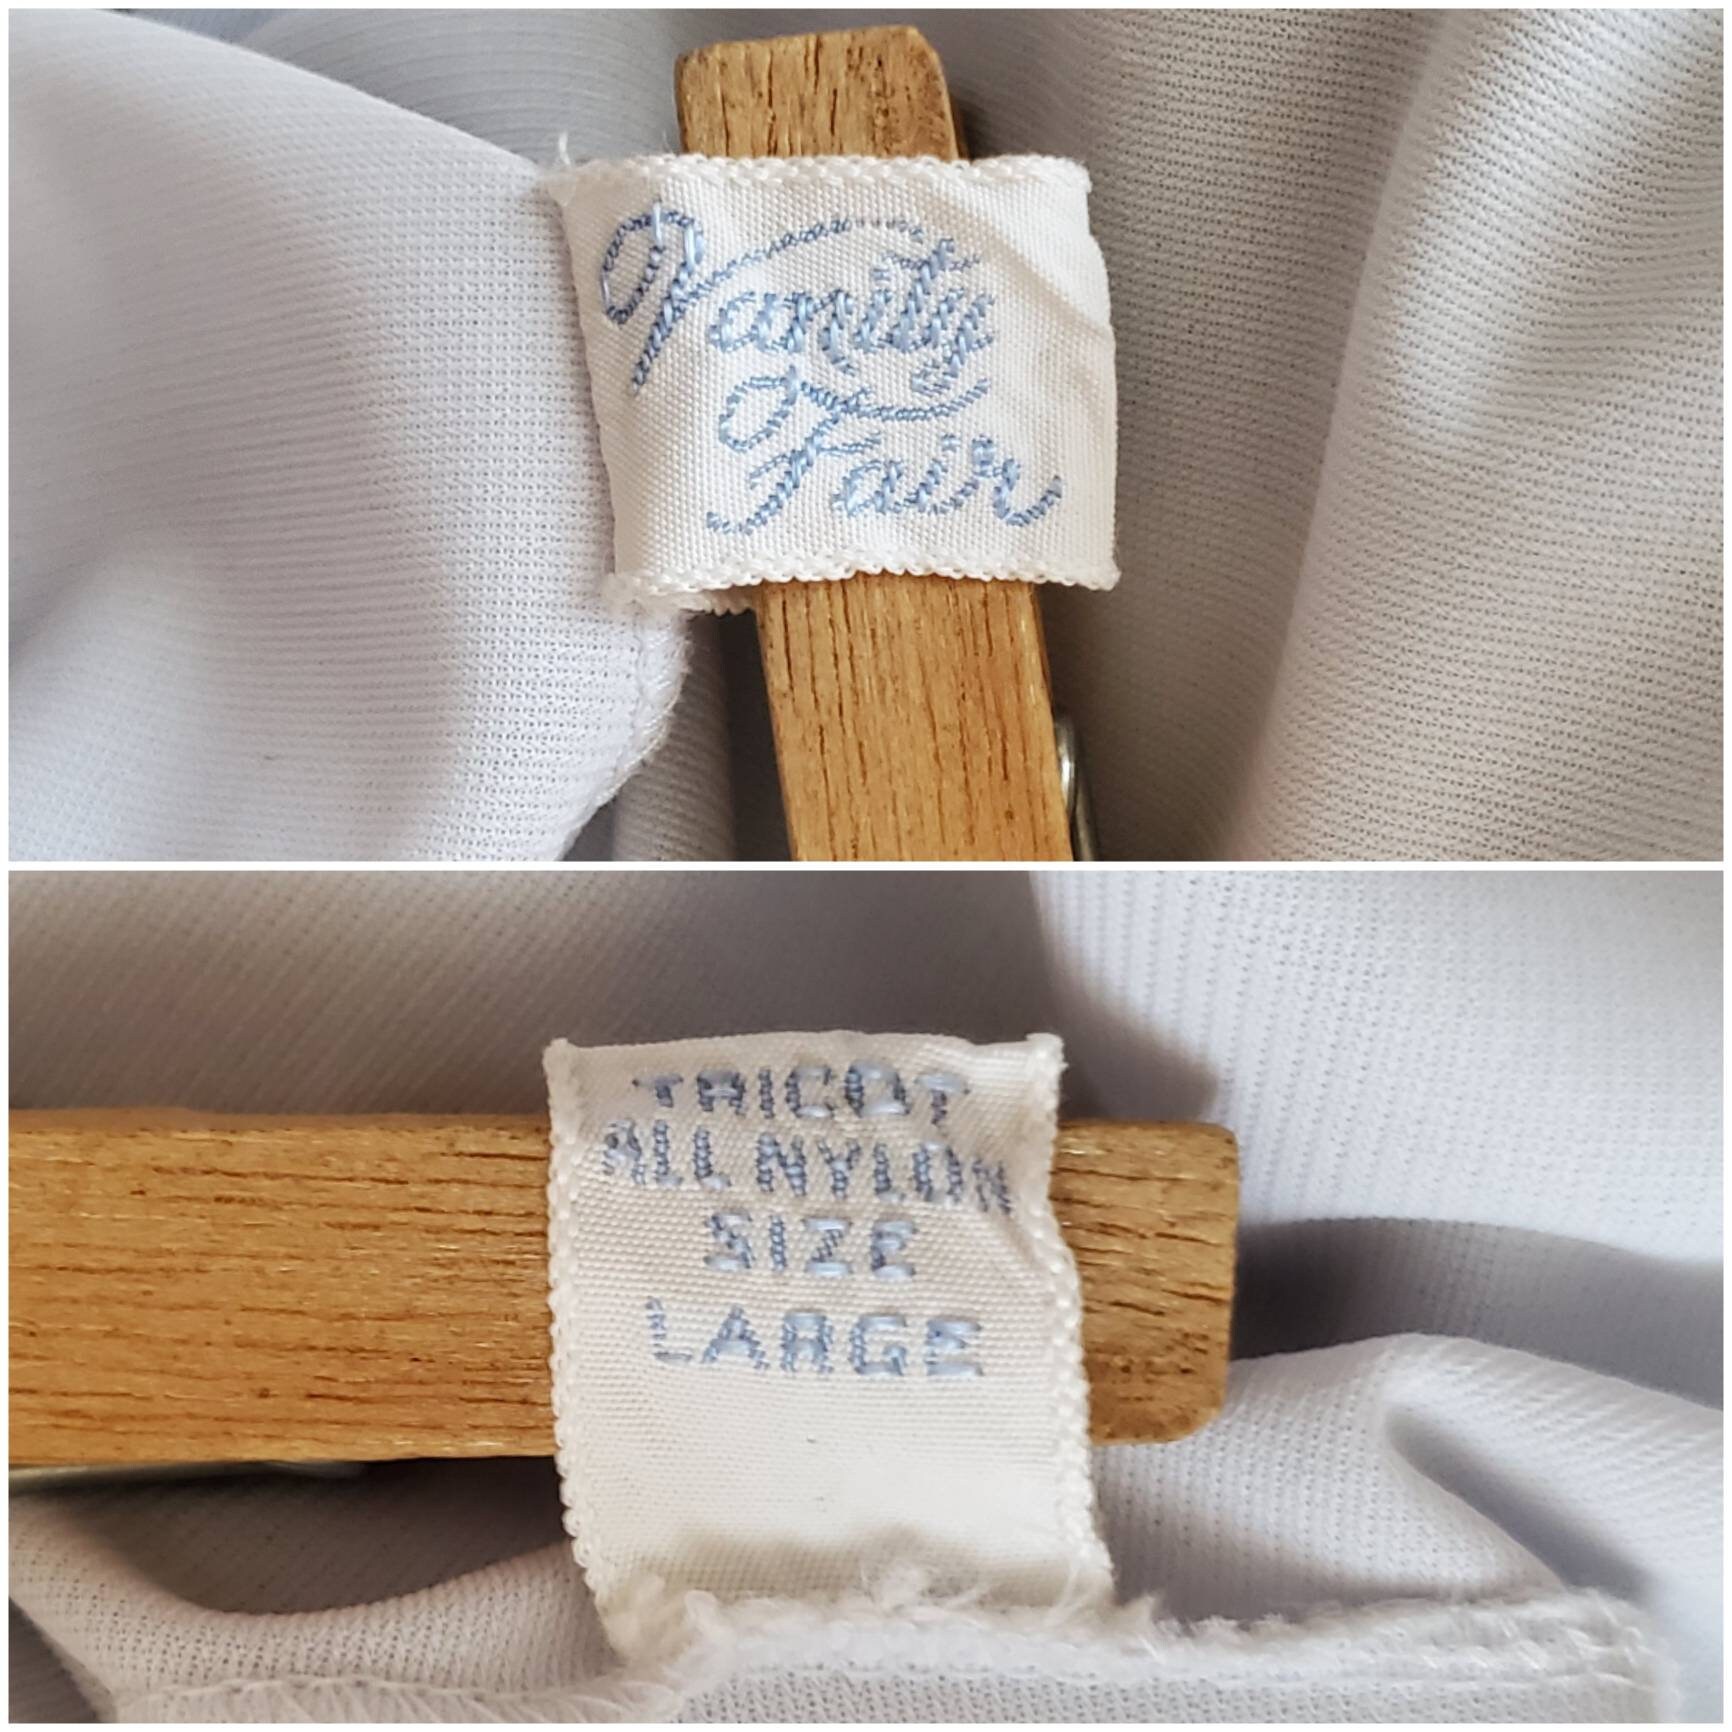 Vanity
Fair
TRICOT
ALL NYLON
SIZE
LARGE